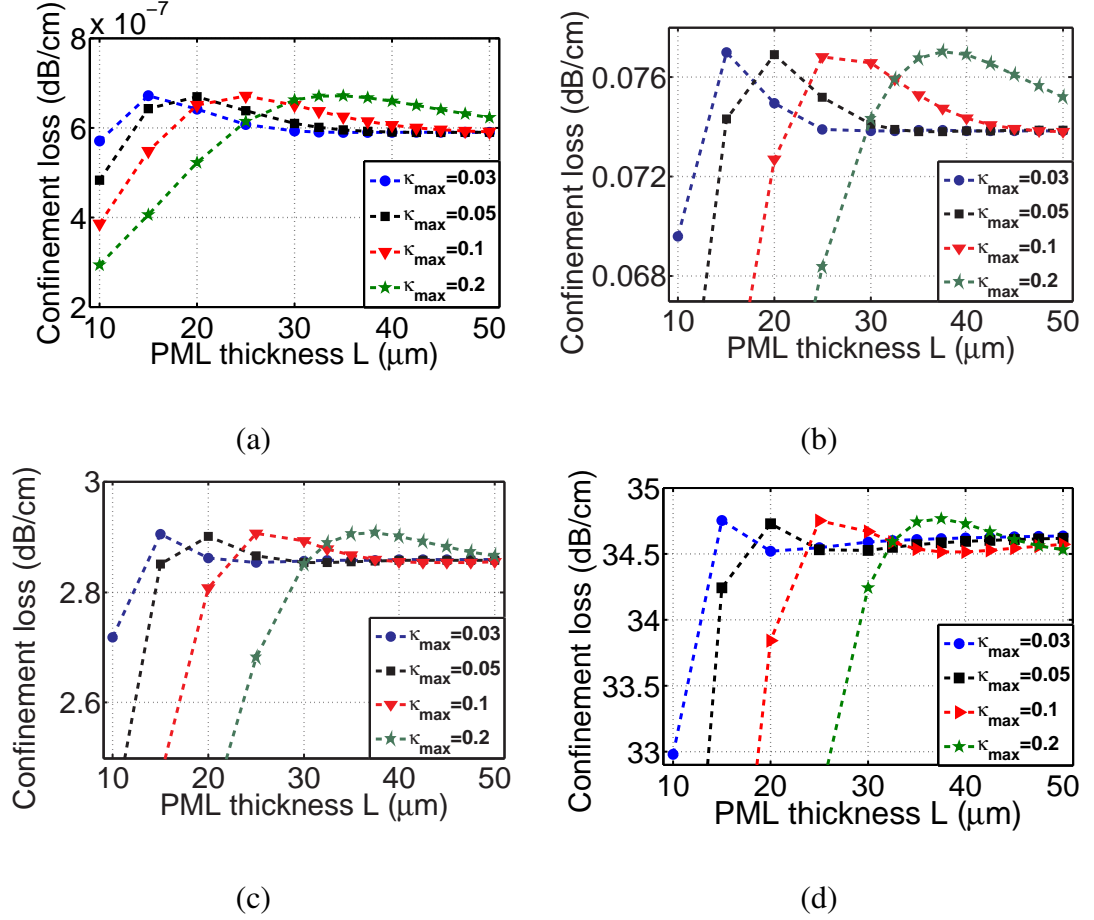 x 10⁻⁷
8
6
4
2
10 20 30 40 50
Confinement loss (dB/cm)
PML thickness L (μm)
κmax=0.03
κmax=0.05
κmax=0.1
κmax=0.2
(a)
0.076
0.072
0.068
10 20 30 40 50
Confinement loss (dB/cm)
PML thickness L (μm)
κmax=0.03
κmax=0.05
κmax=0.1
κmax=0.2
(b)
3
2.8
2.6
10 20 30 40 50
Confinement loss (dB/cm)
PML thickness L (μm)
κmax=0.03
κmax=0.05
κmax=0.1
κmax=0.2
(c)
35
34.5
34
33.5
33
10 20 30 40 50
Confinement loss (dB/cm)
PML thickness L (μm)
κmax=0.03
κmax=0.05
κmax=0.1
κmax=0.2
(d)